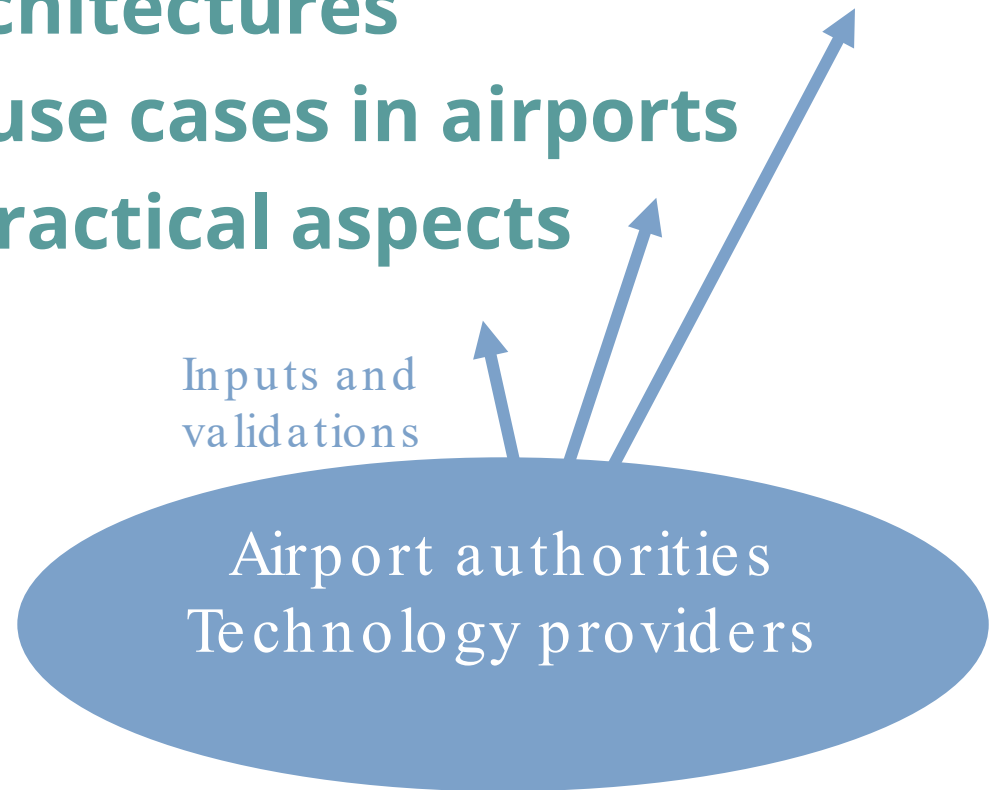 chitectures
use cases in airports
ractical aspects
Inputs and
validations
Airport authorities
Technology providers